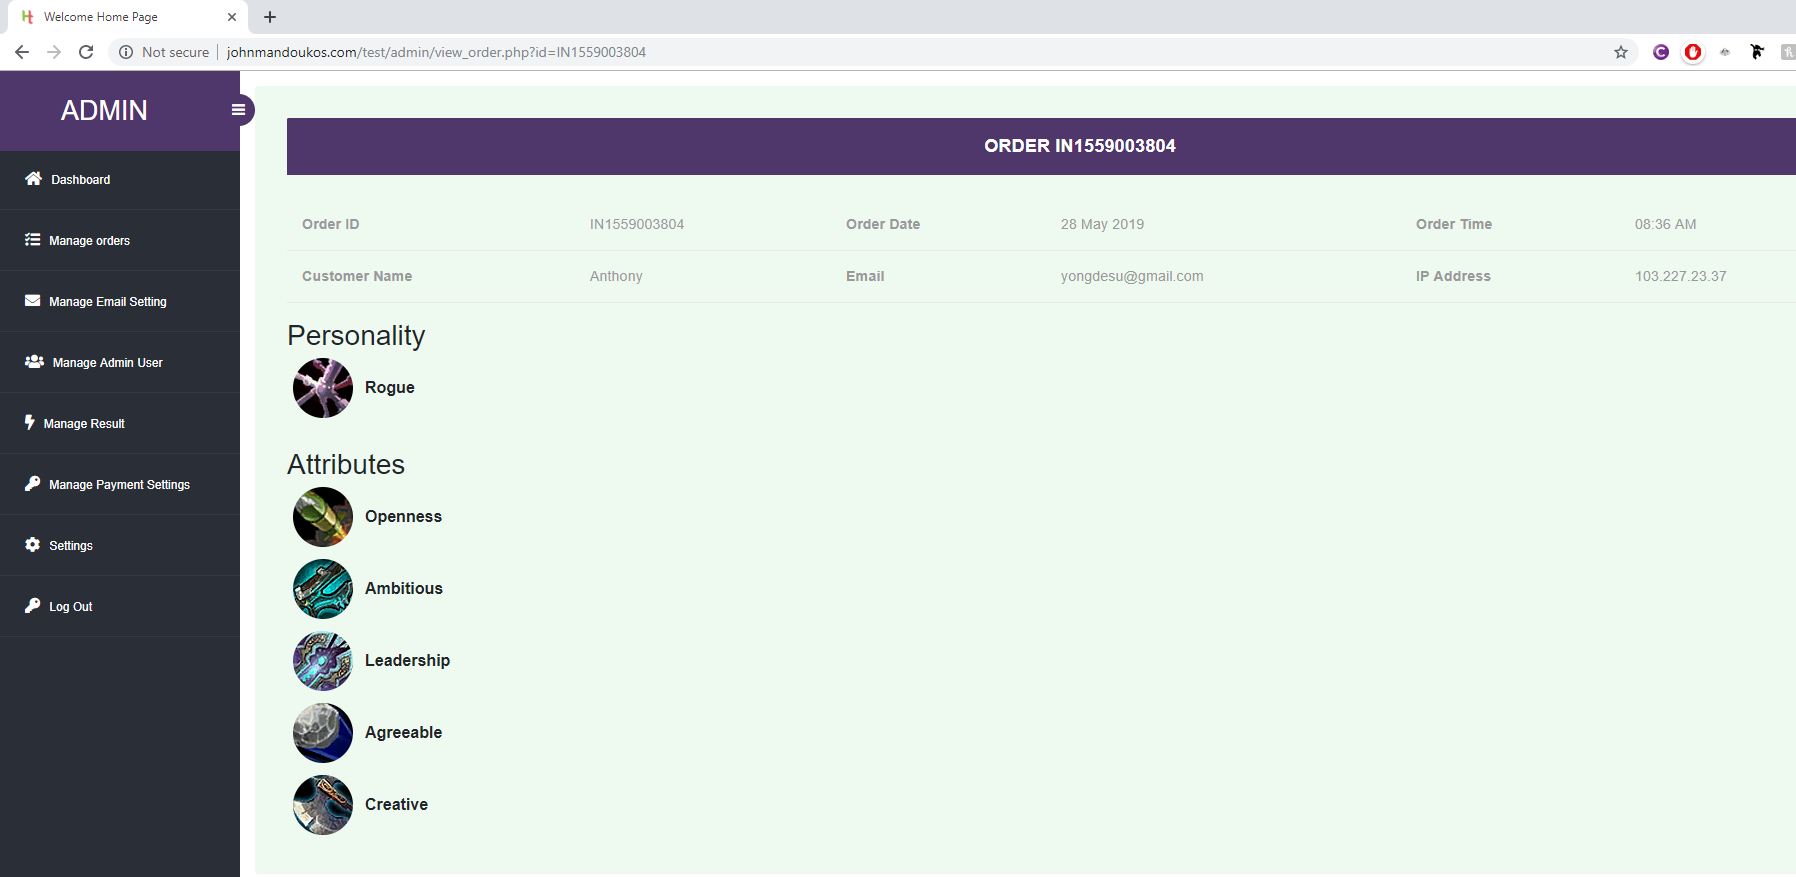 Welcome Home Page
Not secure johnmandoukos.com/test/admin/view_order.php?id=IN1559003804
ADMIN
Dashboard
Manage orders
Manage Email Setting
Manage Admin User
Manage Result
Manage Payment Settings
Settings
Log Out
ORDER IN1559003804
Order ID IN1559003804 Order Date 28 May 2019 Order Time 08:36 AM
Customer Name Anthony Email yongdesu@gmail.com IP Address 103.227.23.37
Personality
Rogue
Attributes
Openness
Ambitious
Leadership
Agreeable
Creative